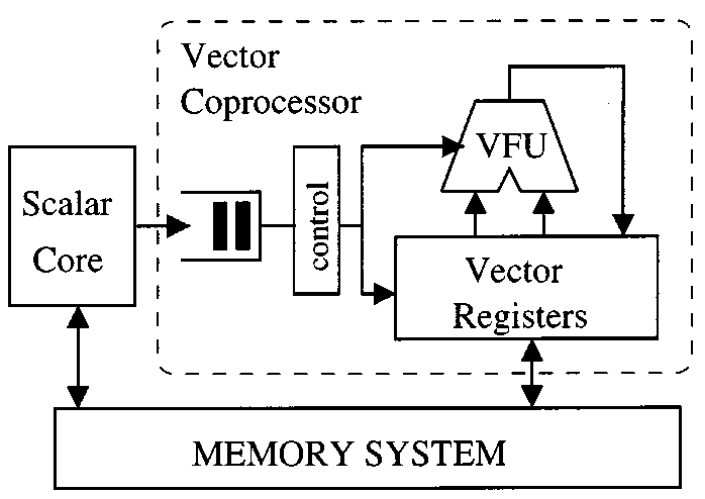 Vector
Coprocessor
VFU
Scalar
Core
control
Vector
Registers
MEMORY SYSTEM